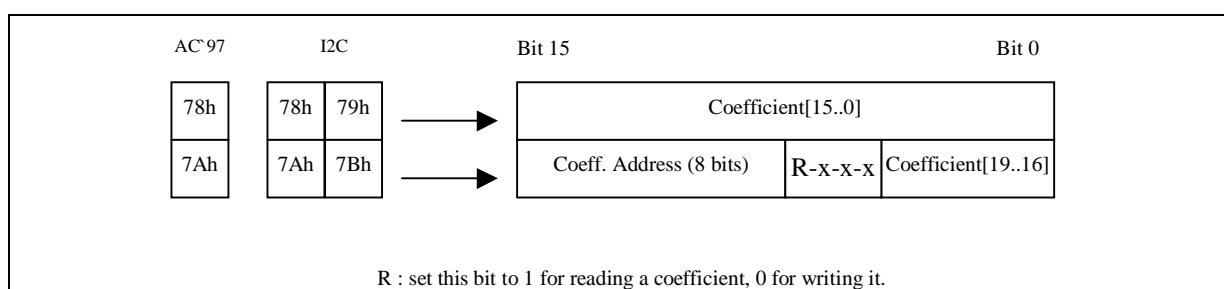 AC`97 I2C Bit 15 Bit 0
78h 78h 79h Coefficient[15..0]
7Ah 7Ah 7Bh Coeff. Address (8 bits) R-x-x-x Coefficient[19..16]
R : set this bit to 1 for reading a coefficient, 0 for writing it.